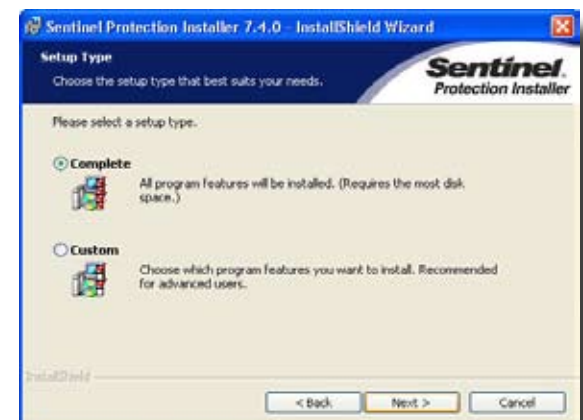 Sentinel Protection Installer 7.4.0 - InstallShield Wizard
Setup Type
Choose the setup type that best suits your needs.
Sentinel.
Protection Installer
Please select a setup type.
Complete
All program features will be installed. (Requires the most disk
space.)
Custom
Choose which program features you want to install. Recommended
for advanced users.
InstallShield
< Back
Next >
Cancel